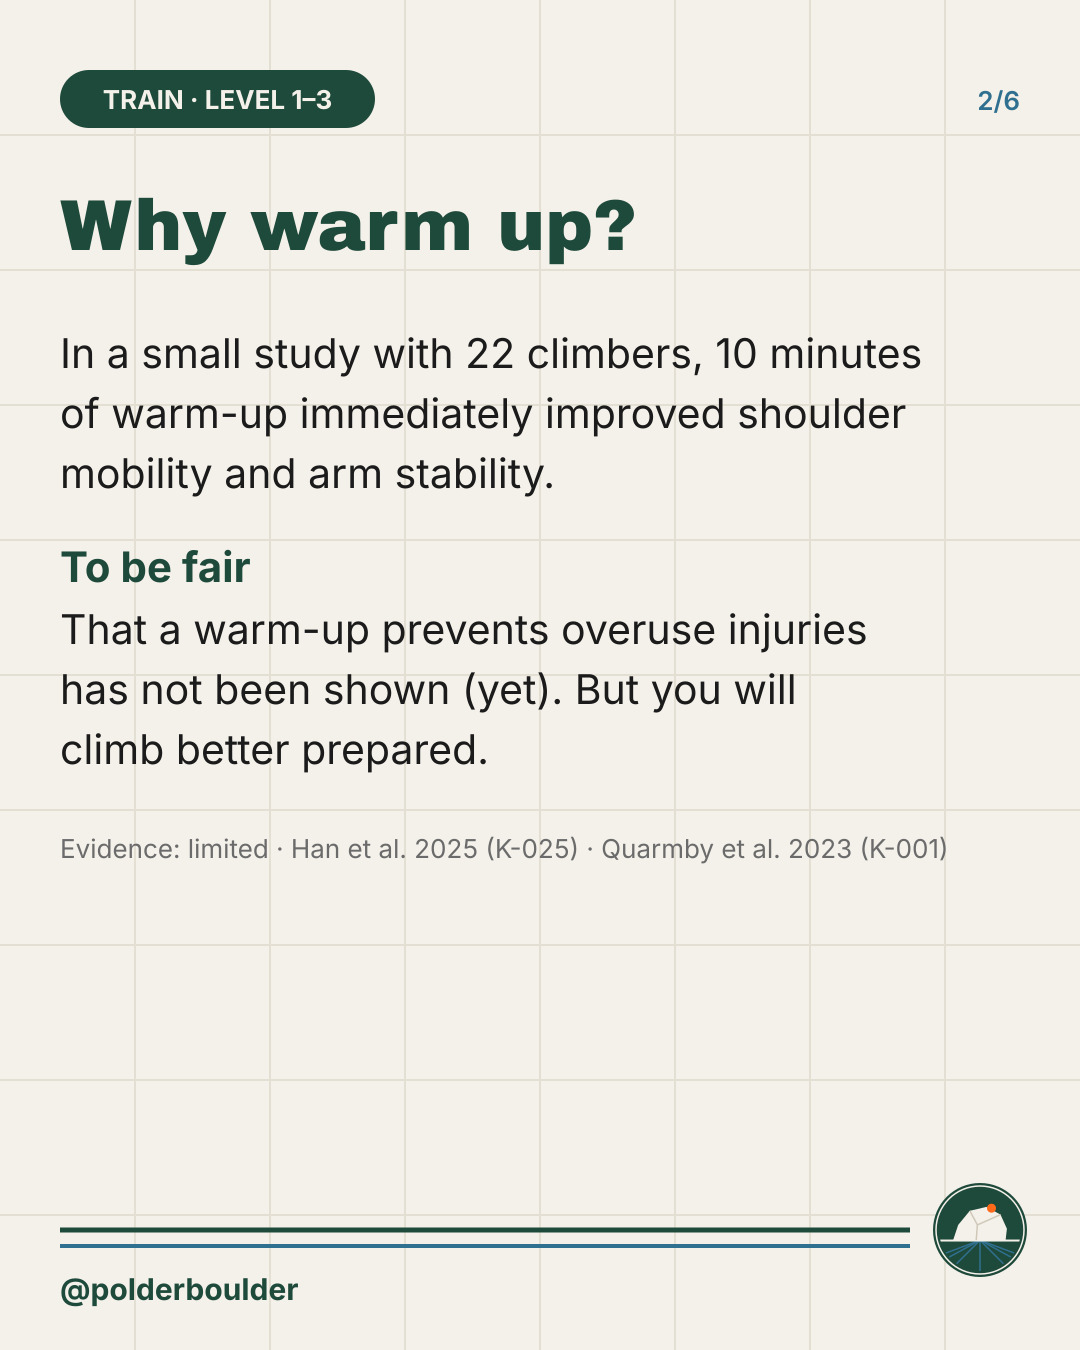 TRAIN · LEVEL 1–3
2/6
Why warm up?
In a small study with 22 climbers, 10 minutes
of warm-up immediately improved shoulder
mobility and arm stability.
To be fair
That a warm-up prevents overuse injuries
has not been shown (yet). But you will
climb better prepared.
Evidence: limited · Han et al. 2025 (K-025) · Quarmby et al. 2023 (K-001)
@polderboulder